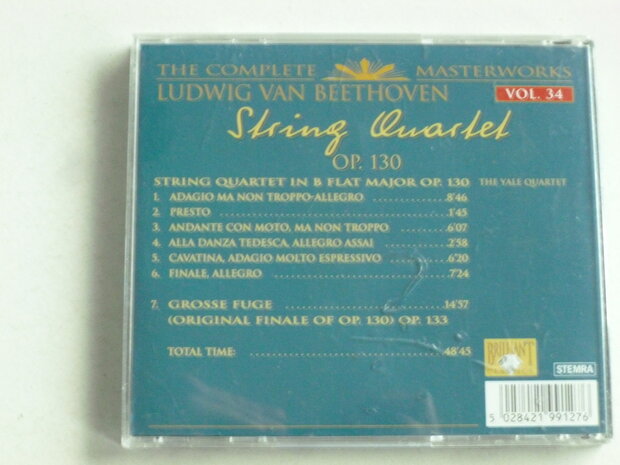 THE COMPLETE MASTERWORKS
LUDWIG VAN BEETHOVEN VOL. 34
String Quartet
OP. 130
STRING QUARTET IN B FLAT MAJOR OP. 130 THE YALE QUARTET
1. ADAGIO MA NON TROPPO-ALLEGRO 8'46
2. PRESTO 1'45
3. ANDANTE CON MOTO, MA NON TROPPO 6'07
4. ALLA DANZA TEDESCA, ALLEGRO ASSAI 2'58
5. CAVATINA, ADAGIO MOLTO ESPRESSIVO 6'20
6. FINALE, ALLEGRO 7'24
7. GROSSE FUGE 14'57
(ORIGINAL FINALE OF OP. 130) OP. 133
TOTAL TIME: 48'45
BRILLIANT
STEMRA
5 028421 991276